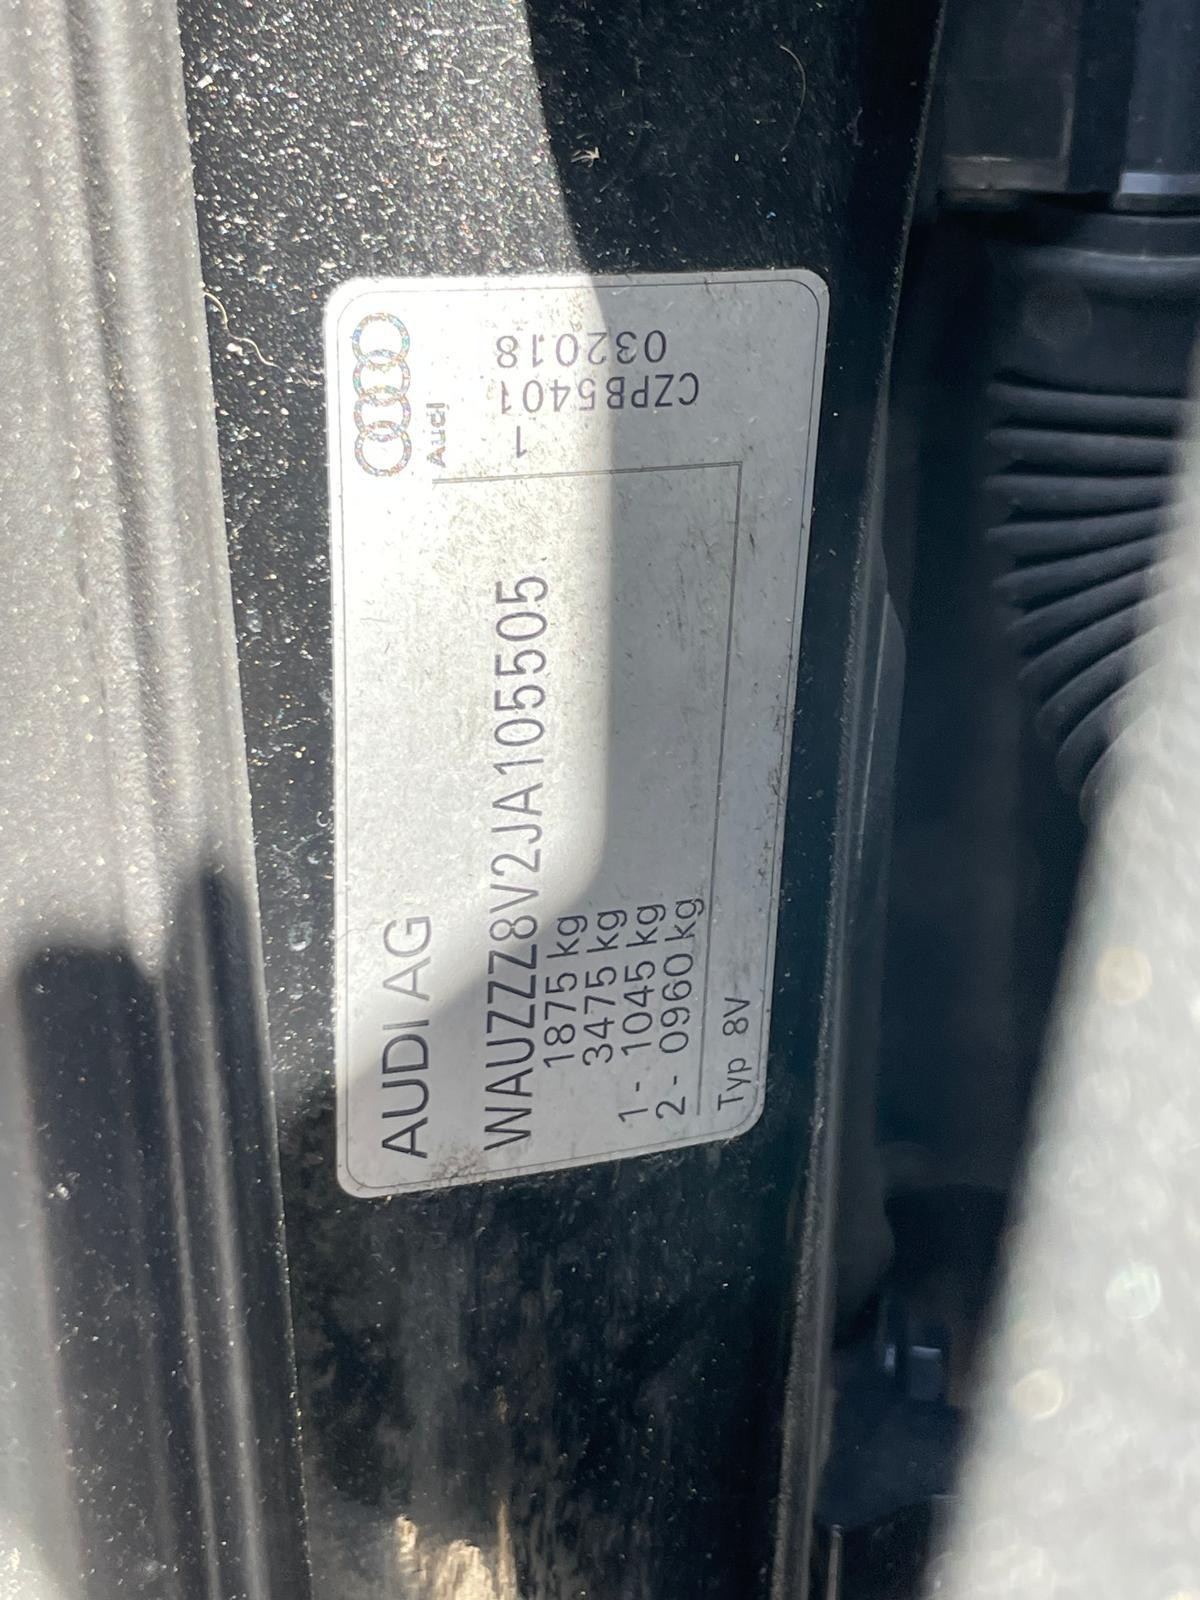 AUDI AG
Audi
WAUZZZ8V2JA105505
1875 kg
3475 kg
1 - 1045 kg
2 - 0960 kg
Typ 8V
032018
CZPB5401
1